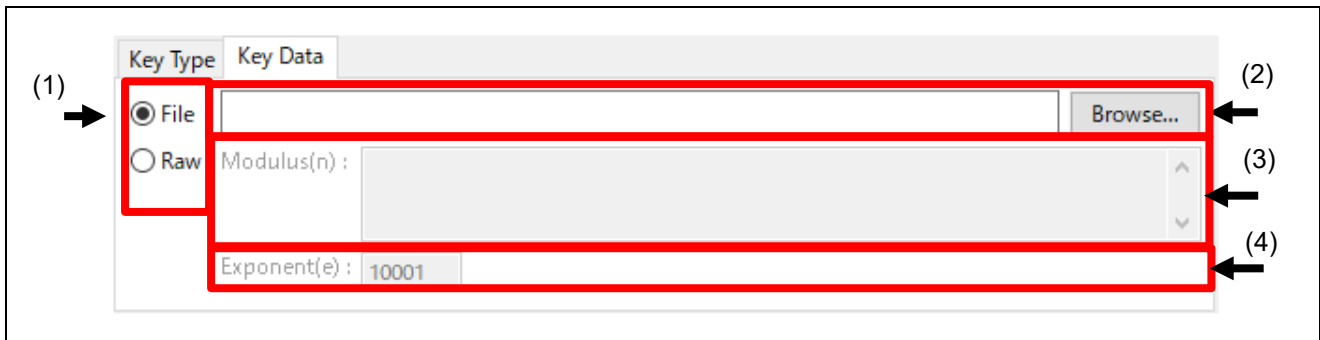 Key Type Key Data
(1)
(2)
File
Browse...
Raw
Modulus(n) :
(3)
(4)
Exponent(e) :
10001